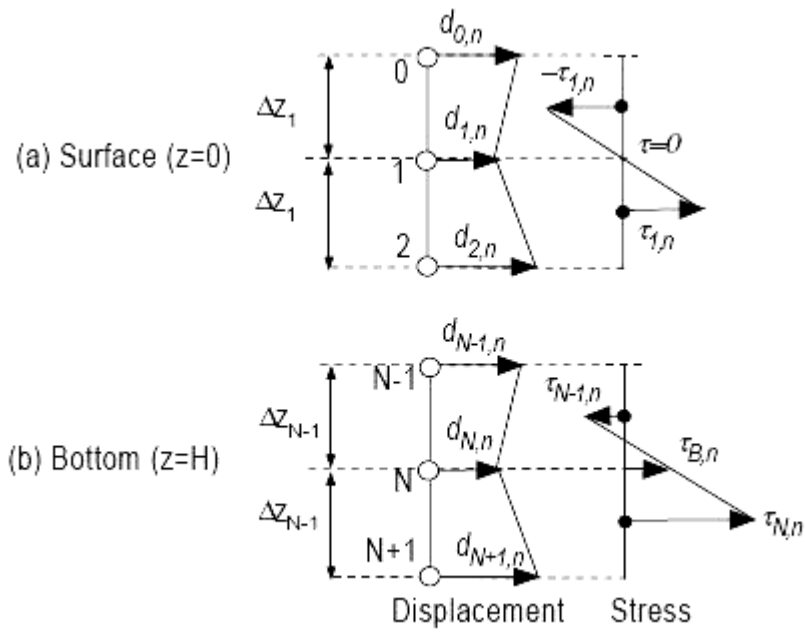 d0,n
0
−τ1,n
ΔZ1
d1,n
(a) Surface (z=0)
τ=0
1
ΔZ1
d2,n
τ1,n
2
dN-1,n
N-1
τN-1,n
ΔZN-1
dN,n
τB,n
(b) Bottom (z=H)
N
ΔZN-1
τN,n
N+1
dN+1,n
Displacement Stress